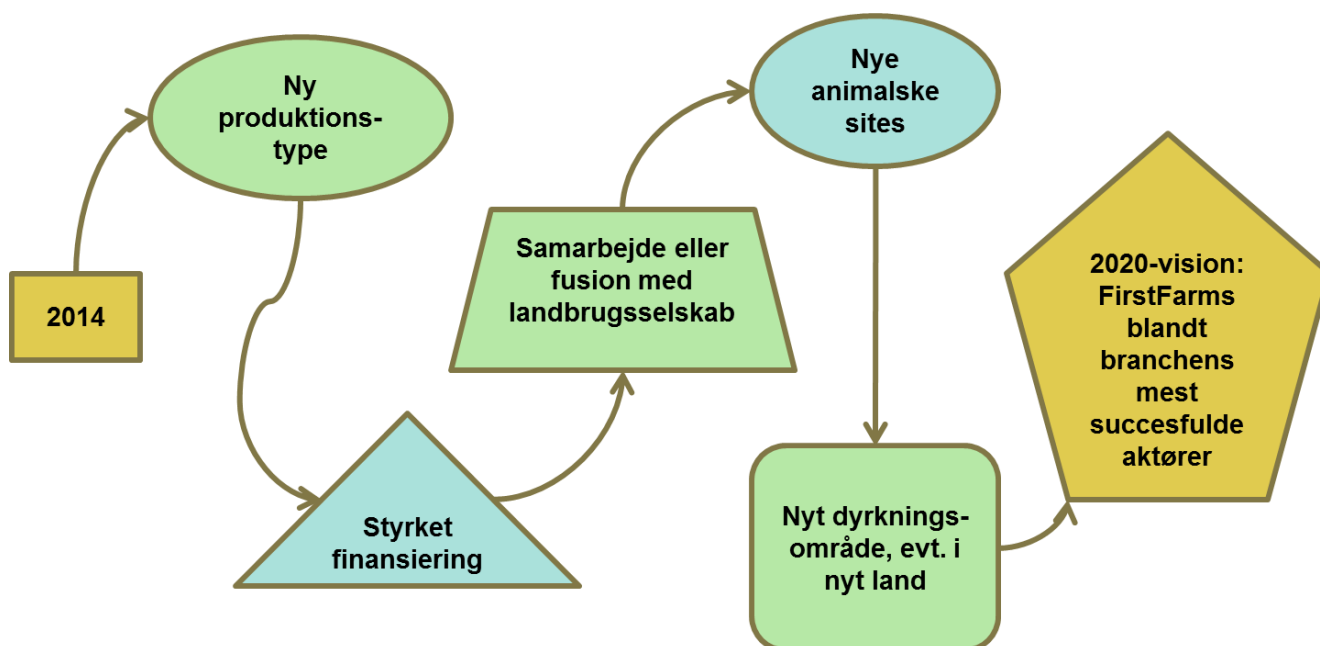 2014
Ny
produktions-
type
Styrket
finansiering
Samarbejde eller
fusion med
landbrugsselskab
Nye
animalske
sites
Nyt dyrknings-
område, evt. i
nyt land
2020-vision:
FirstFarms
blandt
branchens
mest
succesfulde
aktører